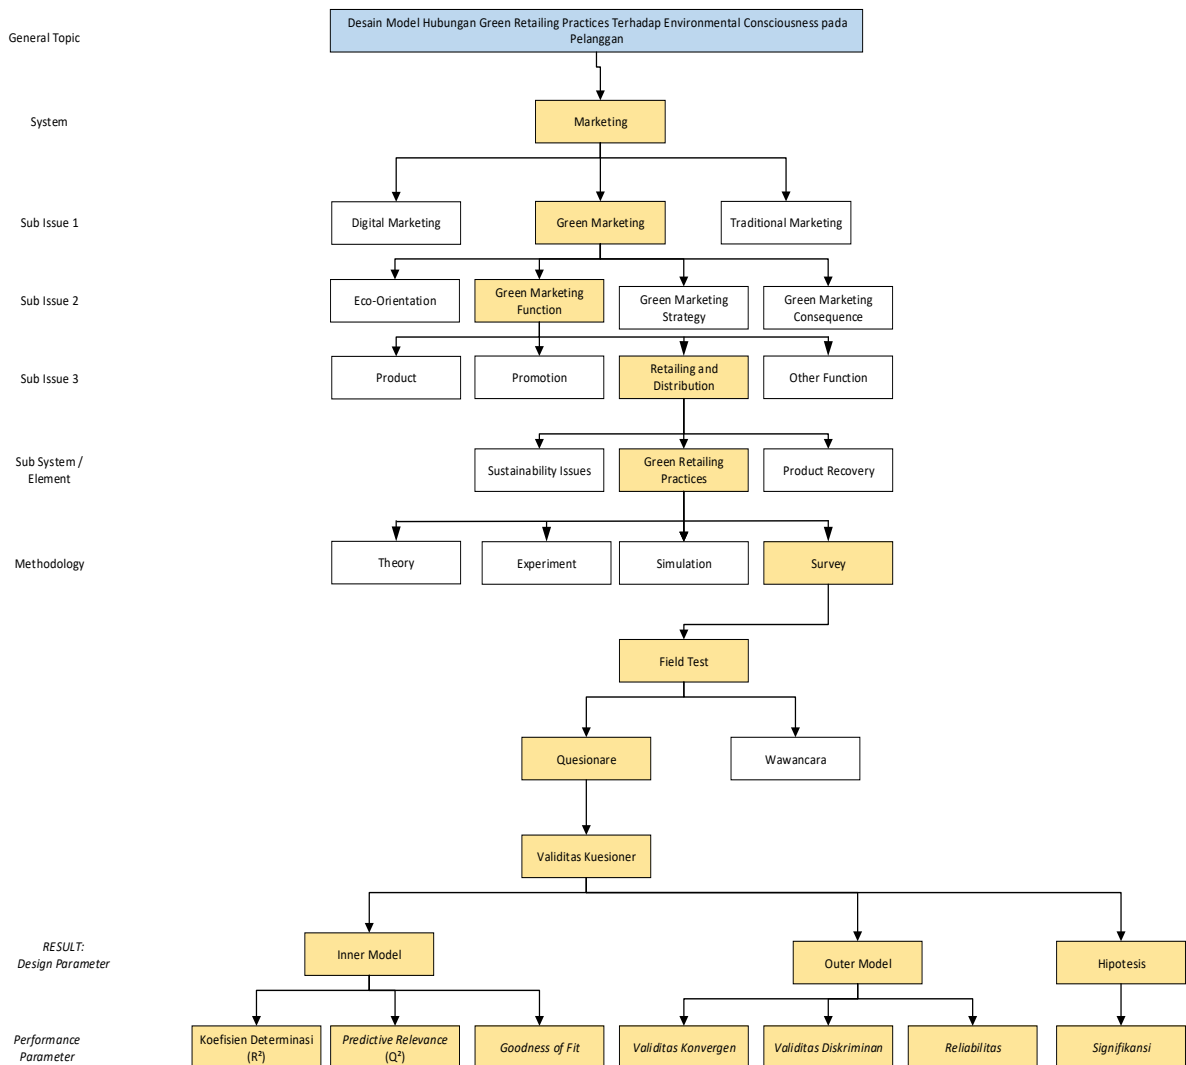 General Topic
Desain Model Hubungan Green Retailing Practices Terhadap Environmental Consciousness pada
Pelanggan
System
Marketing
Sub Issue 1
Digital Marketing
Green Marketing
Traditional Marketing
Sub Issue 2
Eco-Orientation
Green Marketing
Function
Green Marketing
Strategy
Green Marketing
Consequence
Sub Issue 3
Product
Promotion
Retailing and
Distribution
Other Function
Sub System /
Element
Sustainability Issues
Green Retailing
Practices
Product Recovery
Methodology
Theory
Experiment
Simulation
Survey
Field Test
Quesionare
Wawancara
Validitas Kuesioner
RESULT:
Design Parameter
Inner Model
Outer Model
Hipotesis
Performance
Parameter
Koefisien Determinasi
(R²)
Predictive Relevance
(Q²)
Goodness of Fit
Validitas Konvergen
Validitas Diskriminan
Reliabilitas
Signifikansi